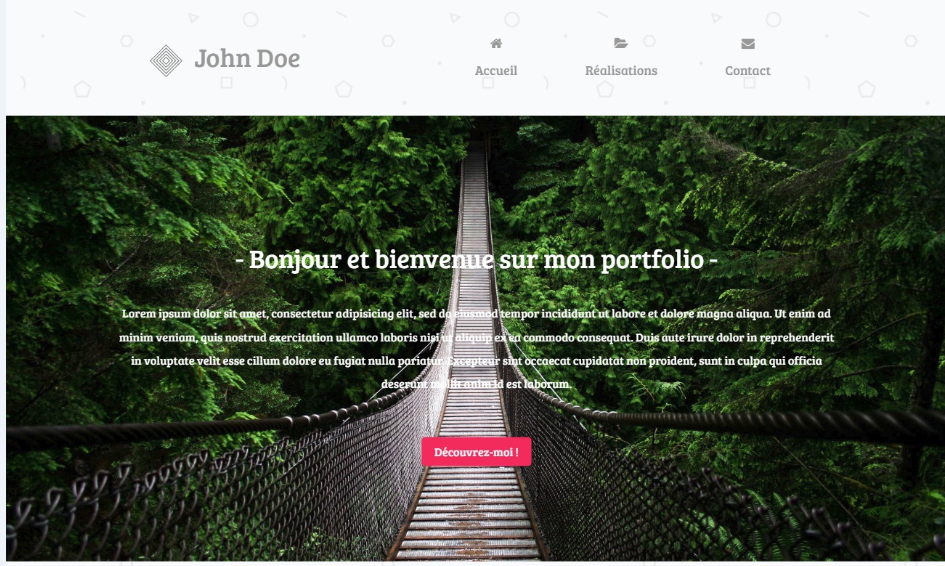 John Doe
Accueil
Réalisations
Contact
- Bonjour et bienvenue sur mon portfolio -
Lorem ipsum dolor sit amet, consectetur adipisicing elit, sed do eiusmod tempor incididunt ut labore et dolore magna aliqua. Ut enim ad
minim veniam, quis nostrud exercitation ullamco laboris nisi ut aliquip ex ea commodo consequat. Duis aute irure dolor in reprehenderit
in voluptate velit esse cillum dolore eu fugiat nulla pariatur. Excepteur sint occaecat cupidatat non proident, sunt in culpa qui officia
deserunt mollit anim id est laborum.
Découvrez-moi !